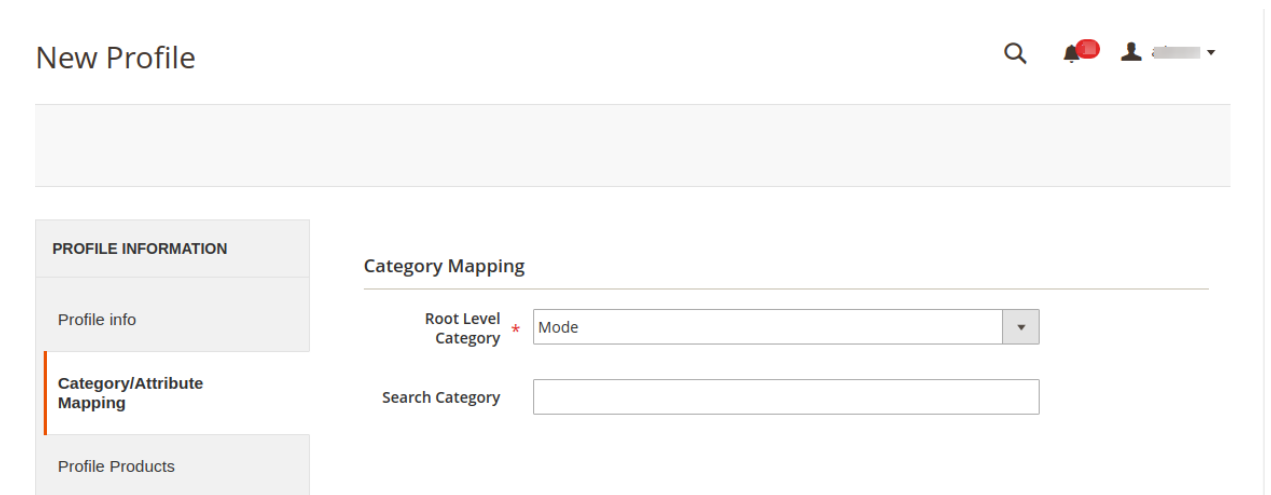 New Profile
PROFILE INFORMATION
Profile info
Category/Attribute
Mapping
Profile Products
Category Mapping
Root Level
Category * Mode
Search Category